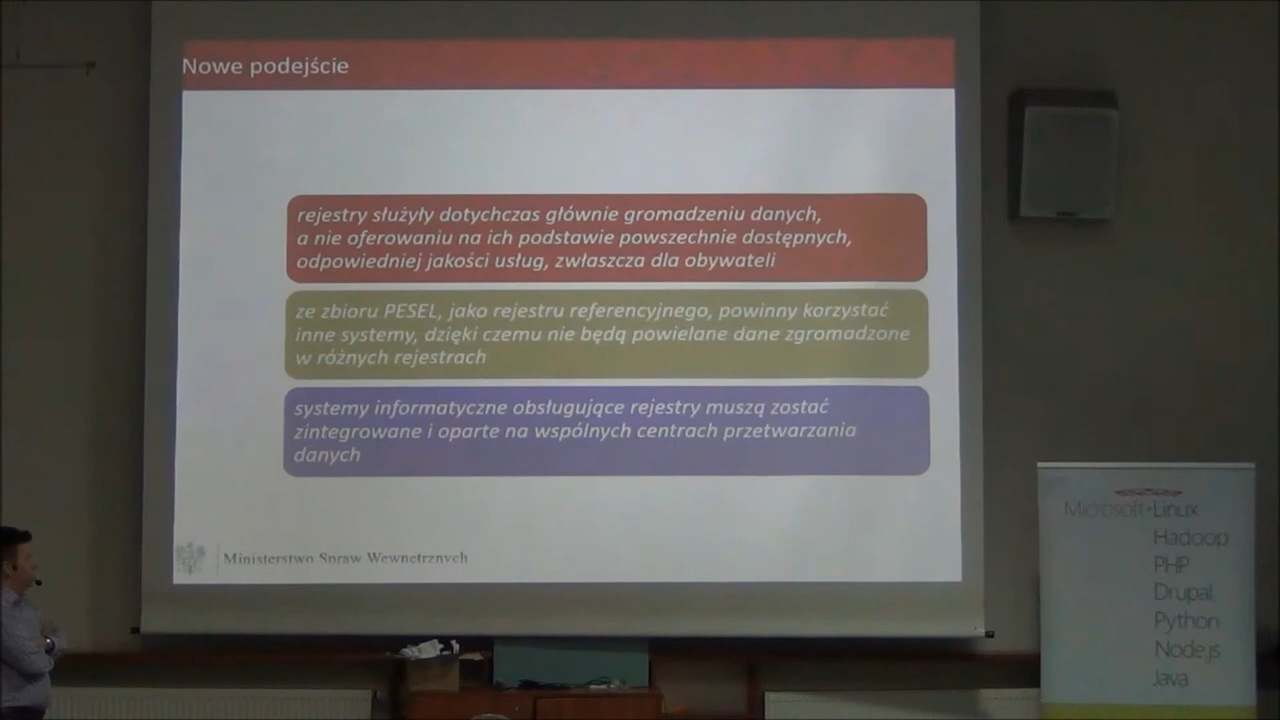 Nowe podejście
rejestry służyły dotychczas głównie gromadzeniu danych,
a nie oferowaniu na ich podstawie powszechnie dostępnych,
odpowiedniej jakości usług, zwłaszcza dla obywateli
ze zbioru PESEL, jako rejestru referencyjnego, powinny korzystać
inne systemy, dzięki czemu nie będą powielane dane zgromadzone
w różnych rejestrach
systemy informatyczne obsługujące rejestry muszą zostać
zintegrowane i oparte na wspólnych centrach przetwarzania
danych
Ministerstwo Spraw Wewnętrznych
Microsoft+Linux
Hadoop
PHP
Drupal
Python
Node.js
Java